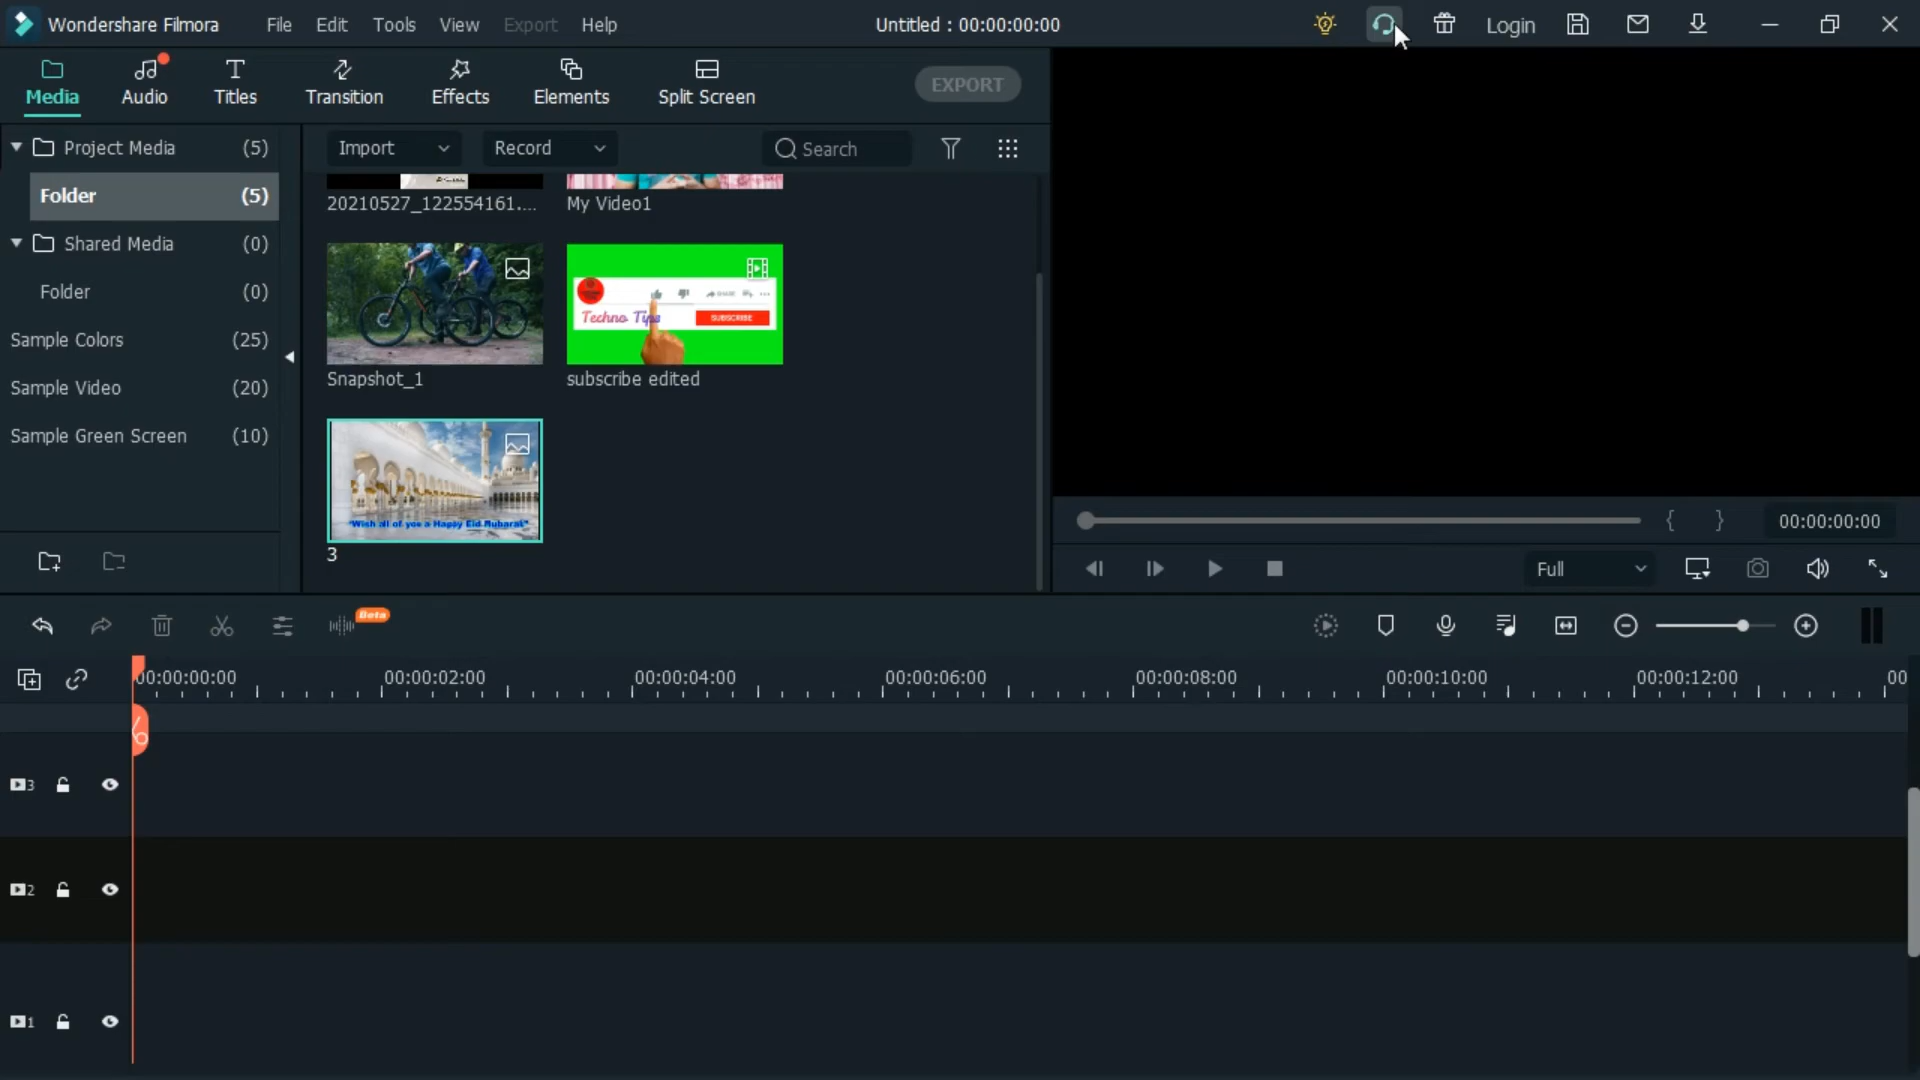 Wondershare Filmora File Edit Tools View Export Help Untitled : 00:00:00:00 Login
Media Audio Titles Transition Effects Elements Split Screen EXPORT
Project Media (5) Import Record Search
Folder (5)
20210527_122554161.... My Video1
Shared Media (0)
Folder (0)
Sample Colors (25)
Techno Tips SHARE SUBSCRIBE
Snapshot_1 subscribe edited
Sample Video (20)
Sample Green Screen (10)
"Wish all of you a Happy Eid Mubarak"
3
00:00:00:00
Full
Beta
00:00:00:00 00:00:02:00 00:00:04:00 00:00:06:00 00:00:08:00 00:00:10:00 00:00:12:00 00
3
2
1